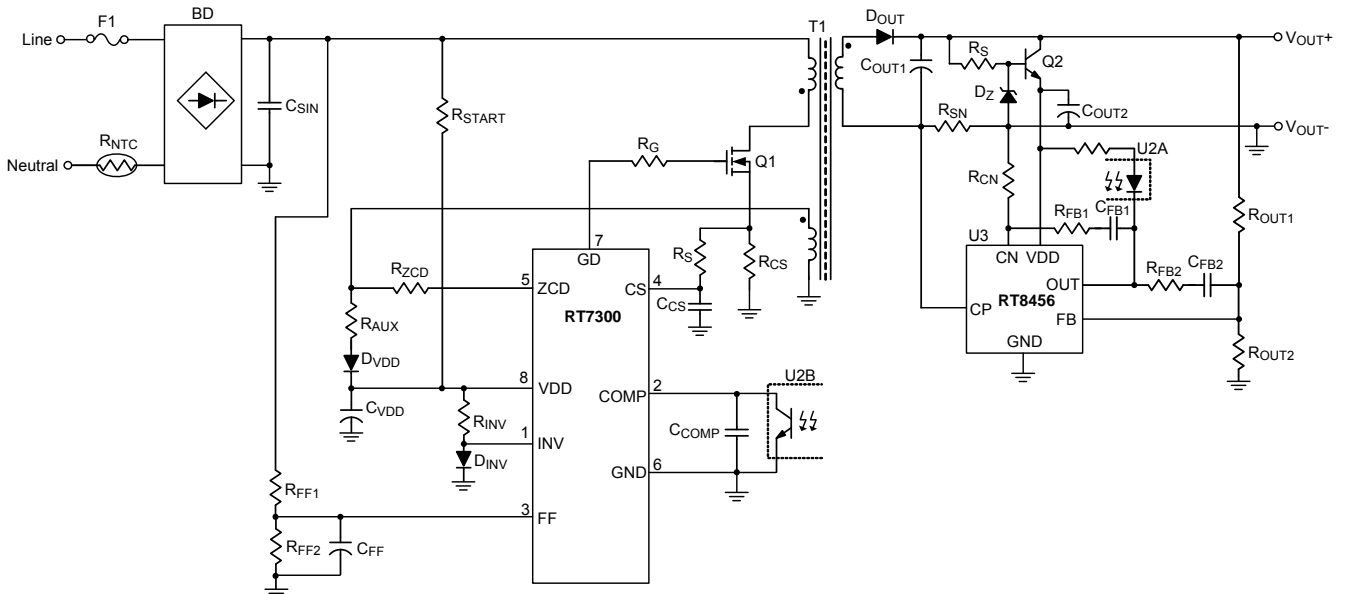 BD
F1
Line
CSIN
RNTC
Neutral
RSTART
T1
DOUT
COUT1
RS
Q2
DZ
COUT2
RSN
VOUT+
VOUT-
RG
Q1
RCN
U2A
RFB1
CFB1
ROUT1
U3
CN VDD
OUT
RFB2
CFB2
RT8456
CP
FB
GND
ROUT2
7
GD
RS
RCS
RZCD
5
ZCD
CS
4
CCS
RT7300
RAUX
DVDD
8
VDD
CVDD
RINV
1
INV
DINV
COMP
2
U2B
CCOMP
GND
6
RFF1
3
FF
RFF2
CFF